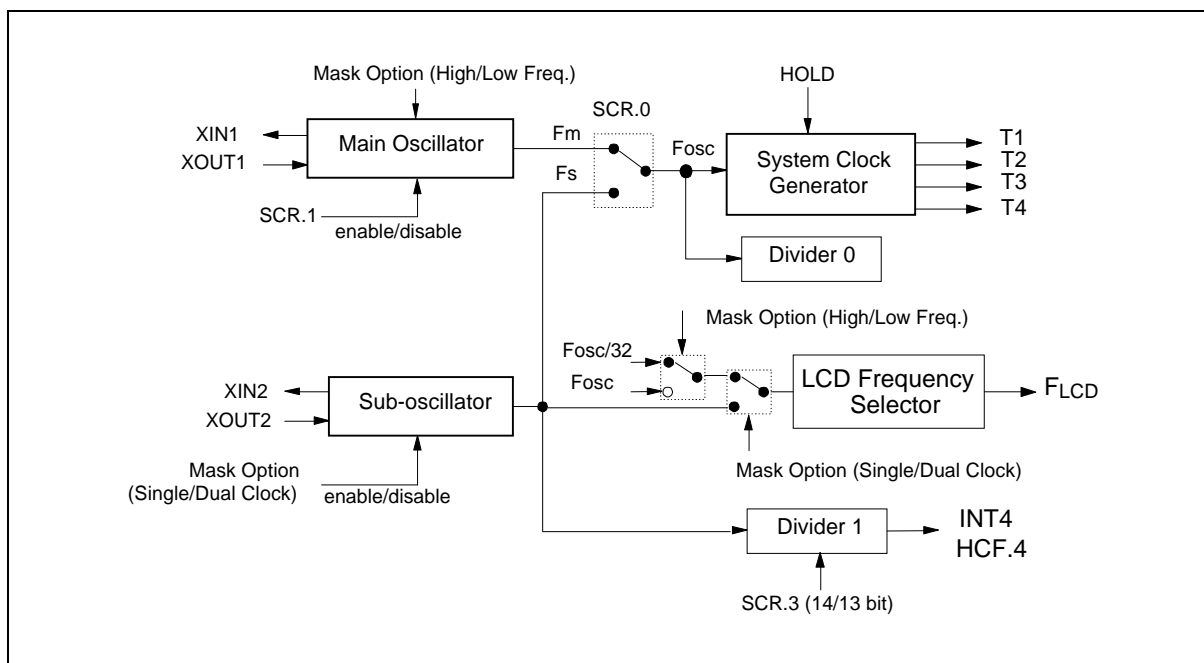 Mask Option (High/Low Freq.)
HOLD
XIN1
XOUT1
Main Oscillator
Fm
SCR.0
Fosc
System Clock
Generator
T1
T2
T3
T4
Fs
SCR.1
enable/disable
Divider 0
Mask Option (High/Low Freq.)
Fosc/32
Fosc
XIN2
XOUT2
Sub-oscillator
LCD Frequency
Selector
FLCD
Mask Option
(Single/Dual Clock)
enable/disable
Mask Option (Single/Dual Clock)
Divider 1
INT4
HCF.4
SCR.3 (14/13 bit)